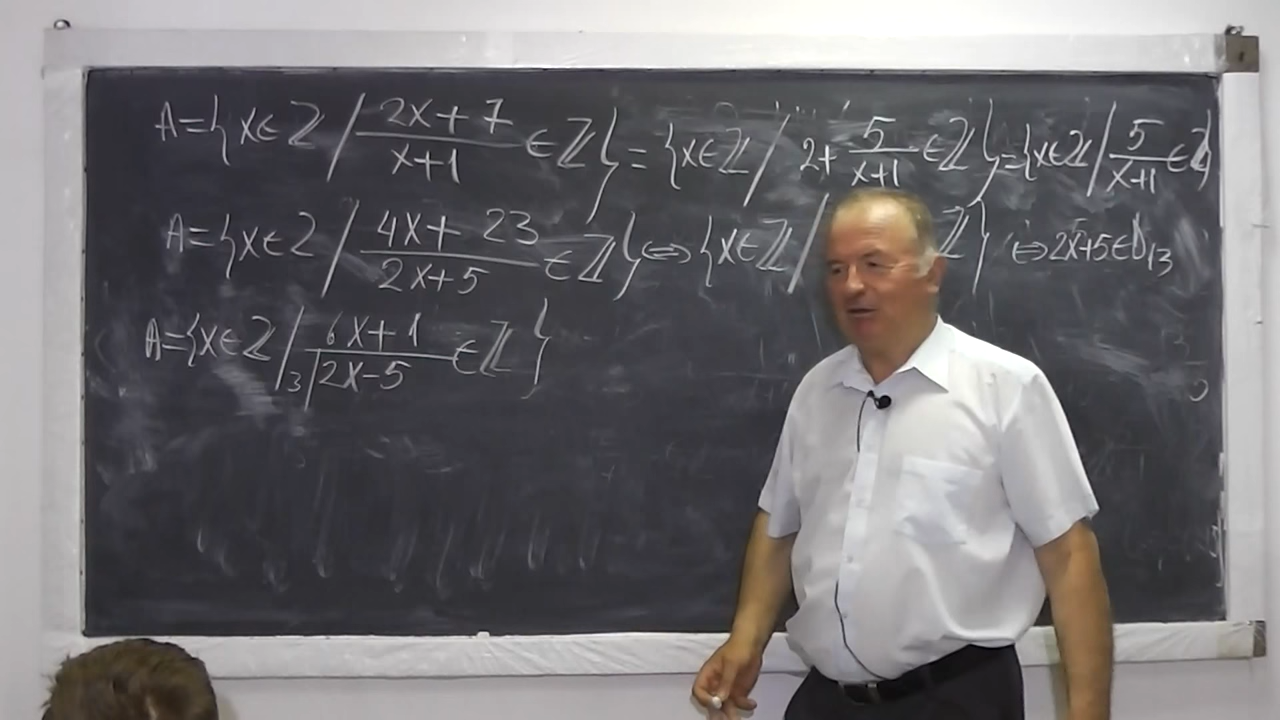 A={x∈Z / 2x+7/x+1 ∈Z} = {x∈Z / 2+ 5/x+1 ∈Z} = {x∈Z / 5/x+1 ∈Z}
A={x∈Z / 4x+23/2x+5 ∈Z} ⇔ {x∈Z / Z} ⇔ 2x+5∈D13
A={x∈Z / 6x+1/3|2x-5 ∈Z}